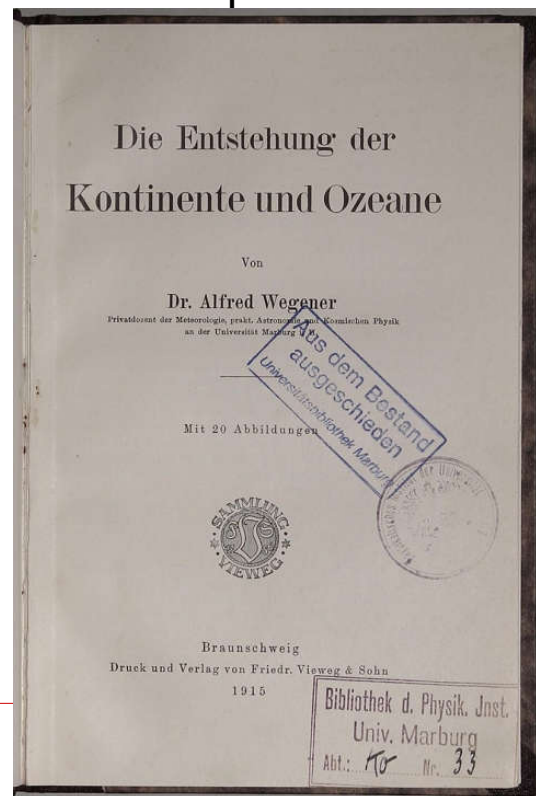 Die Entstehung der
Kontinente und Ozeane
Von
Dr. Alfred Wegener
Privatdozent der Meteorologie, prakt. Astronomie und Kosmischen Physik
an der Universität Marburg i. H.
Aus dem Bestand
ausgeschieden
Universitätsbibliothek Marburg
Mit 20 Abbildungen
SAMMLUNG
VIEWEG
Braunschweig
Druck und Verlag von Friedr. Vieweg & Sohn
1915
Bibliothek d. Physik. Jnst.
Univ. Marburg
Abt.: Ko Nr. 33